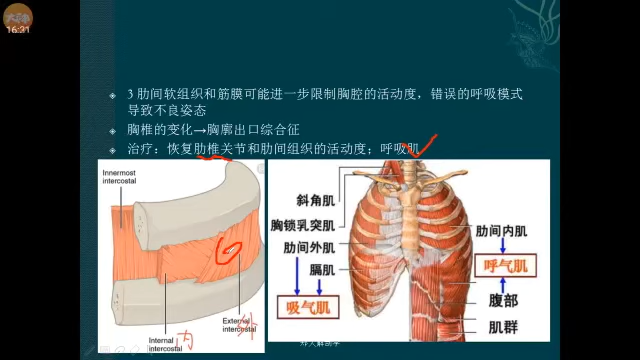 16:31
3 肋间软组织和筋膜可能进一步限制胸腔的活动度，错误的呼吸模式
导致不良姿态
胸椎的变化→胸廓出口综合征
治疗：恢复肋椎关节和肋间组织的活动度；呼吸肌
Innermost
intercostal
Internal
intercostal
内
External
intercostal
外
斜角肌
胸锁乳突肌
肋间外肌
膈肌
吸气肌
肋间内肌
呼气肌
腹部
肌群